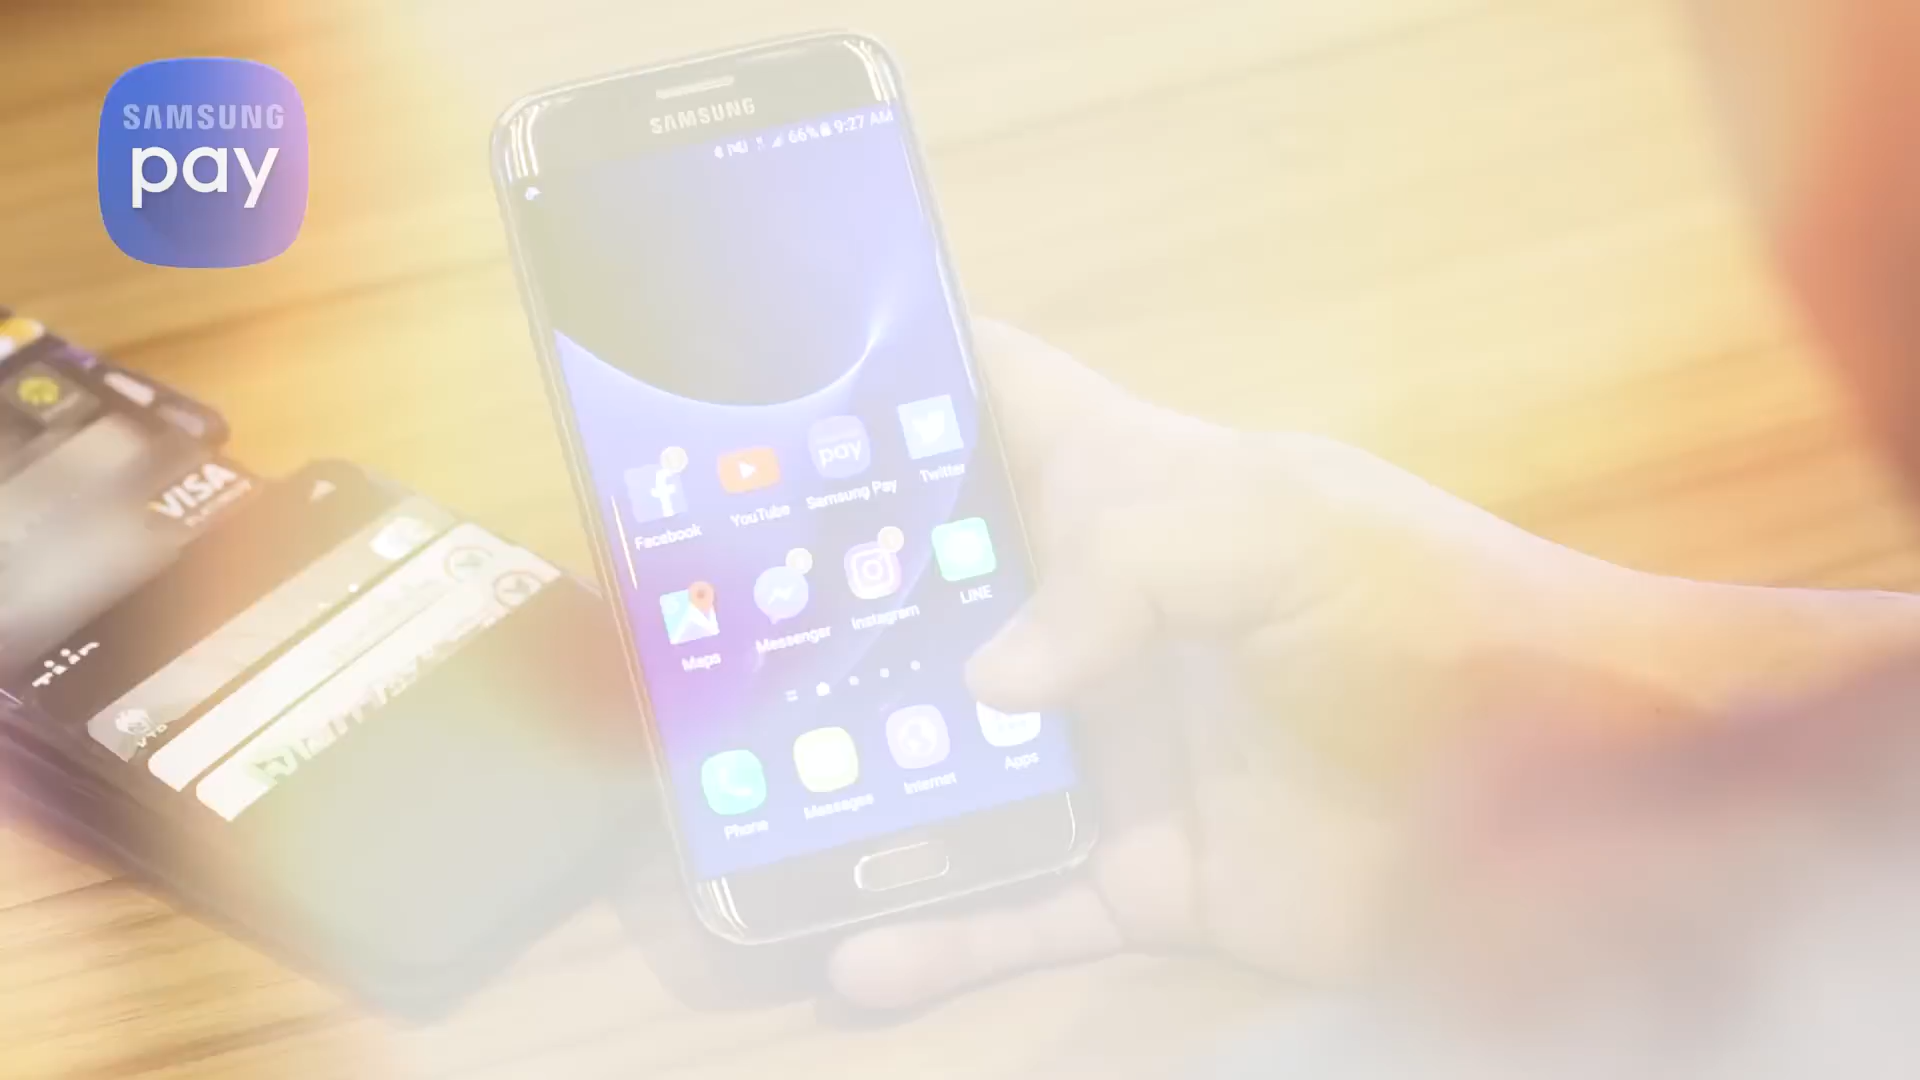 SAMSUNG
pay
SAMSUNG
66% 9:27 AM
pay
Facebook
YouTube
Samsung Pay
Twitter
Maps
Messenger
Instagram
LINE
Phone
Messages
Internet
Apps
VISA